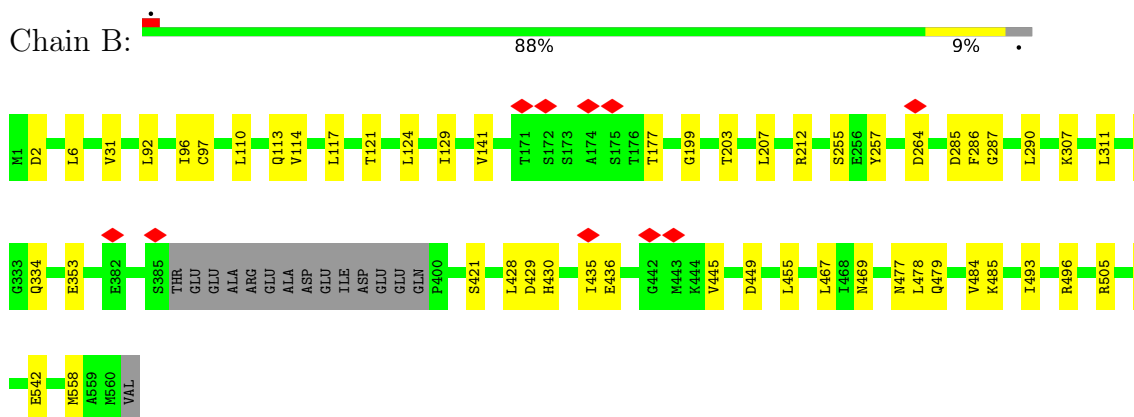 Chain B:
88%
9%
M1 D2 L6 V31 L92 I96 C97 L110 Q113 V114 L117 T121 L124 I129 V141 T171 S172 S173 A174 S175 T176 T177 G199 T203 L207 R212 S255 E256 Y257 D264 D285 F286 G287 L290 K307 L311
G333 Q334 E353 E382 S385 THR GLU GLU ALA ARG GLU ALA ASP GLU ILE ASP GLU GLU GLN P400 S421 L428 D429 H430 I435 E436 G442 M443 K444 V445 D449 L455 L467 I468 N469 N477 L478 Q479 V484 K485 I493 R496 R505
E542 M558 A559 M560 VAL